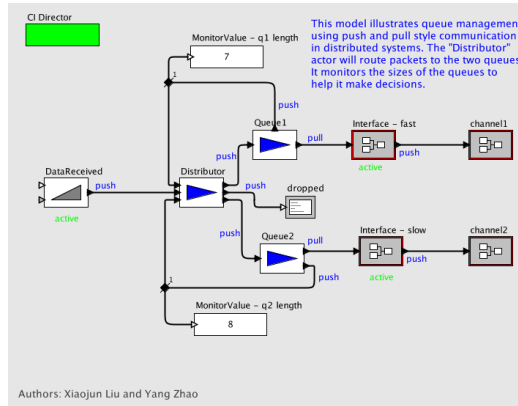 CI Director
This model illustrates queue managemen
using push and pull style communication
in distributed systems. The "Distributor"
actor will route packets to the two queues
It monitors the sizes of the queues to
help it make decisions.
MonitorValue - q1 length
7
1
push
Queue1
pull
Interface - fast
push
active
channel1
DataReceived
push
active
Distributor
push
push
dropped
push
Queue2
pull
push
Interface - slow
push
active
channel2
1
MonitorValue - q2 length
8
Authors: Xiaojun Liu and Yang Zhao